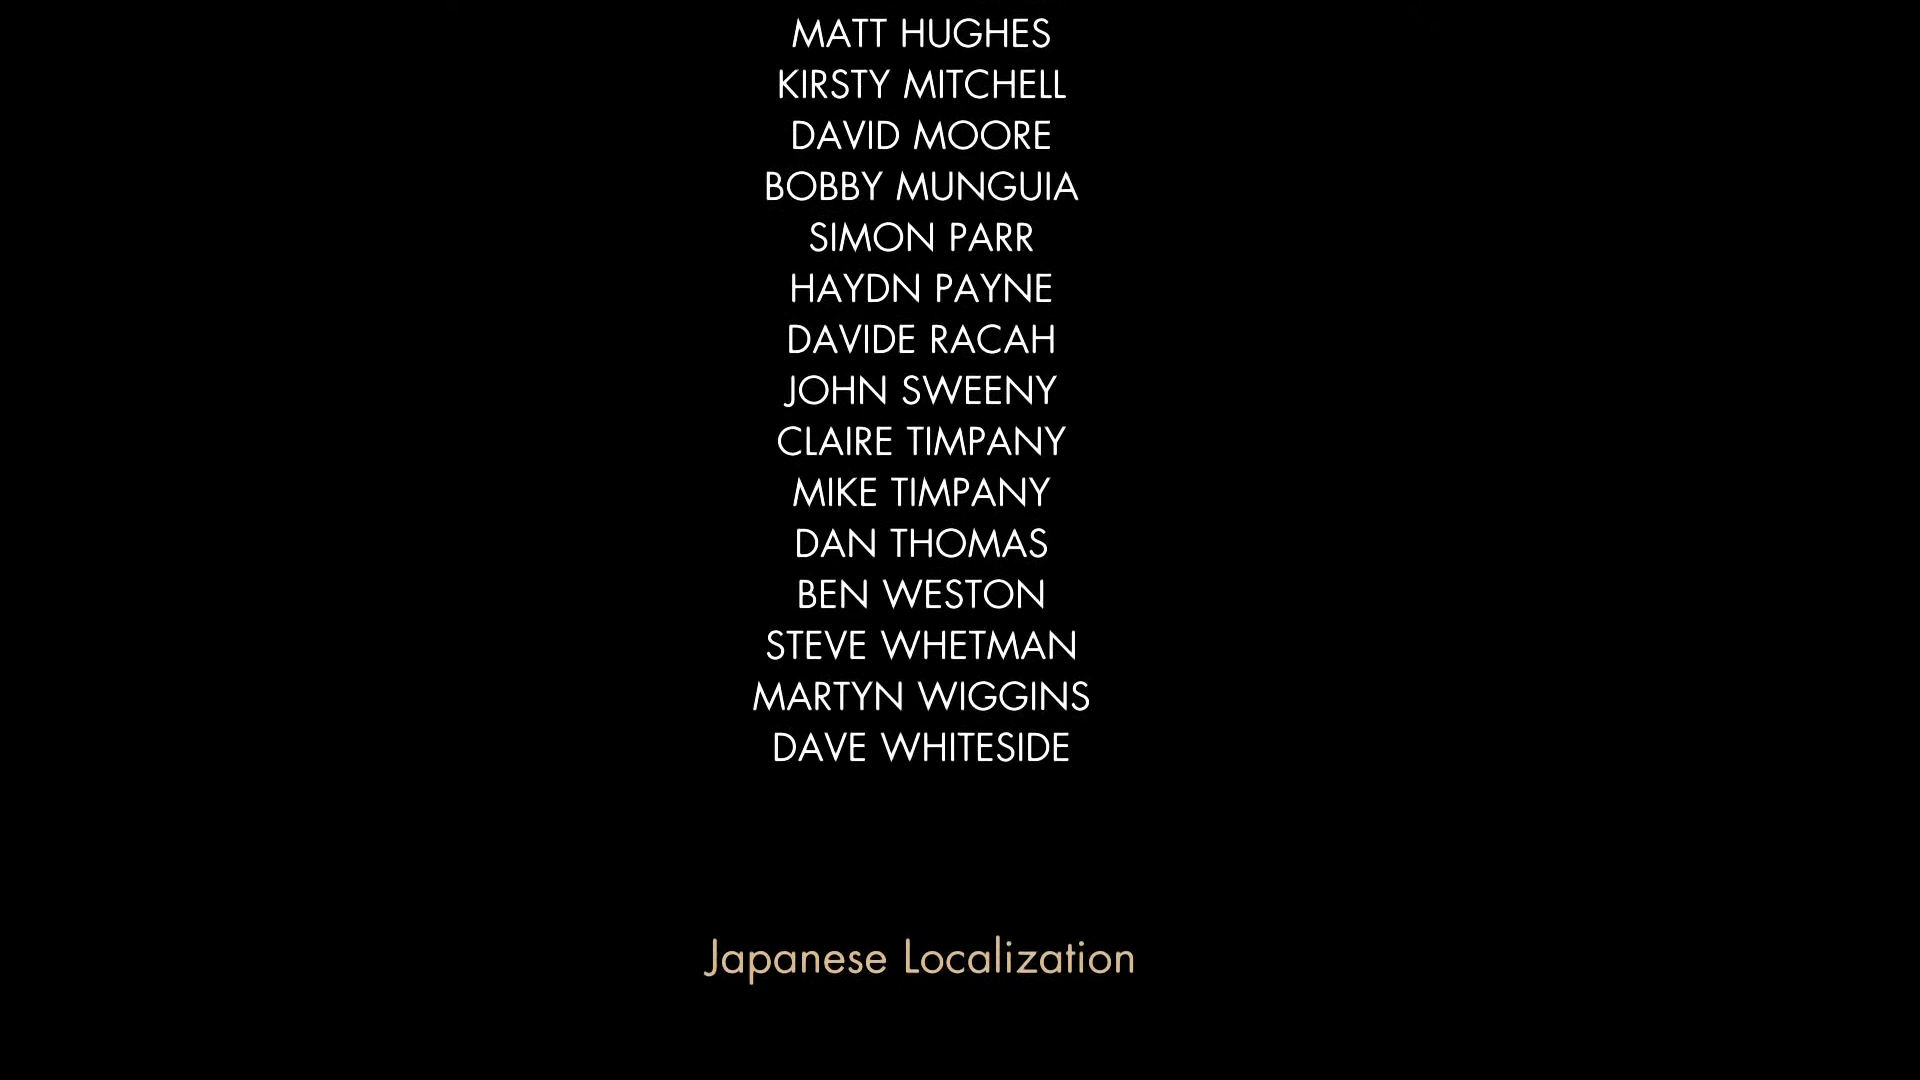 MATT HUGHES
KIRSTY MITCHELL
DAVID MOORE
BOBBY MUNGUIA
SIMON PARR
HAYDN PAYNE
DAVIDE RACAH
JOHN SWEENY
CLAIRE TIMPANY
MIKE TIMPANY
DAN THOMAS
BEN WESTON
STEVE WHETMAN
MARTYN WIGGINS
DAVE WHITESIDE
Japanese Localization